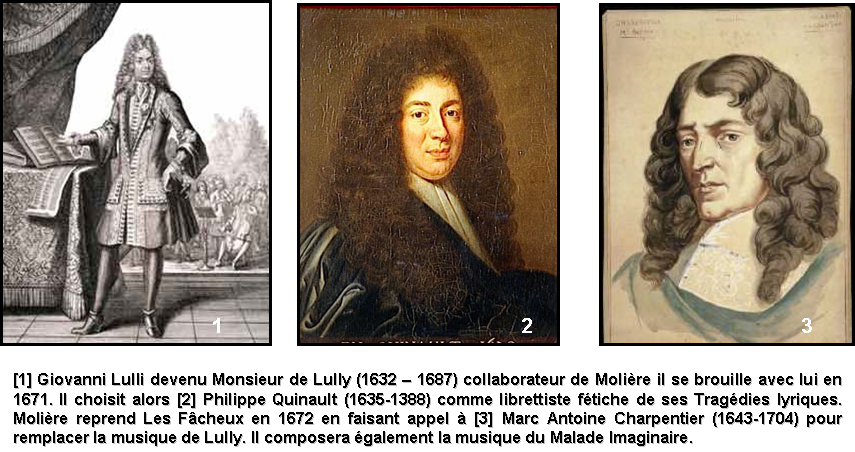 1
2
3
[1] Giovanni Lulli devenu Monsieur de Lully (1632 – 1687) collaborateur de Molière il se brouille avec lui en
1671. Il choisit alors [2] Philippe Quinault (1635-1388) comme librettiste fétiche de ses Tragédies lyriques.
Molière reprend Les Fâcheux en 1672 en faisant appel à [3] Marc Antoine Charpentier (1643-1704) pour
remplacer la musique de Lully. Il composera également la musique du Malade Imaginaire.